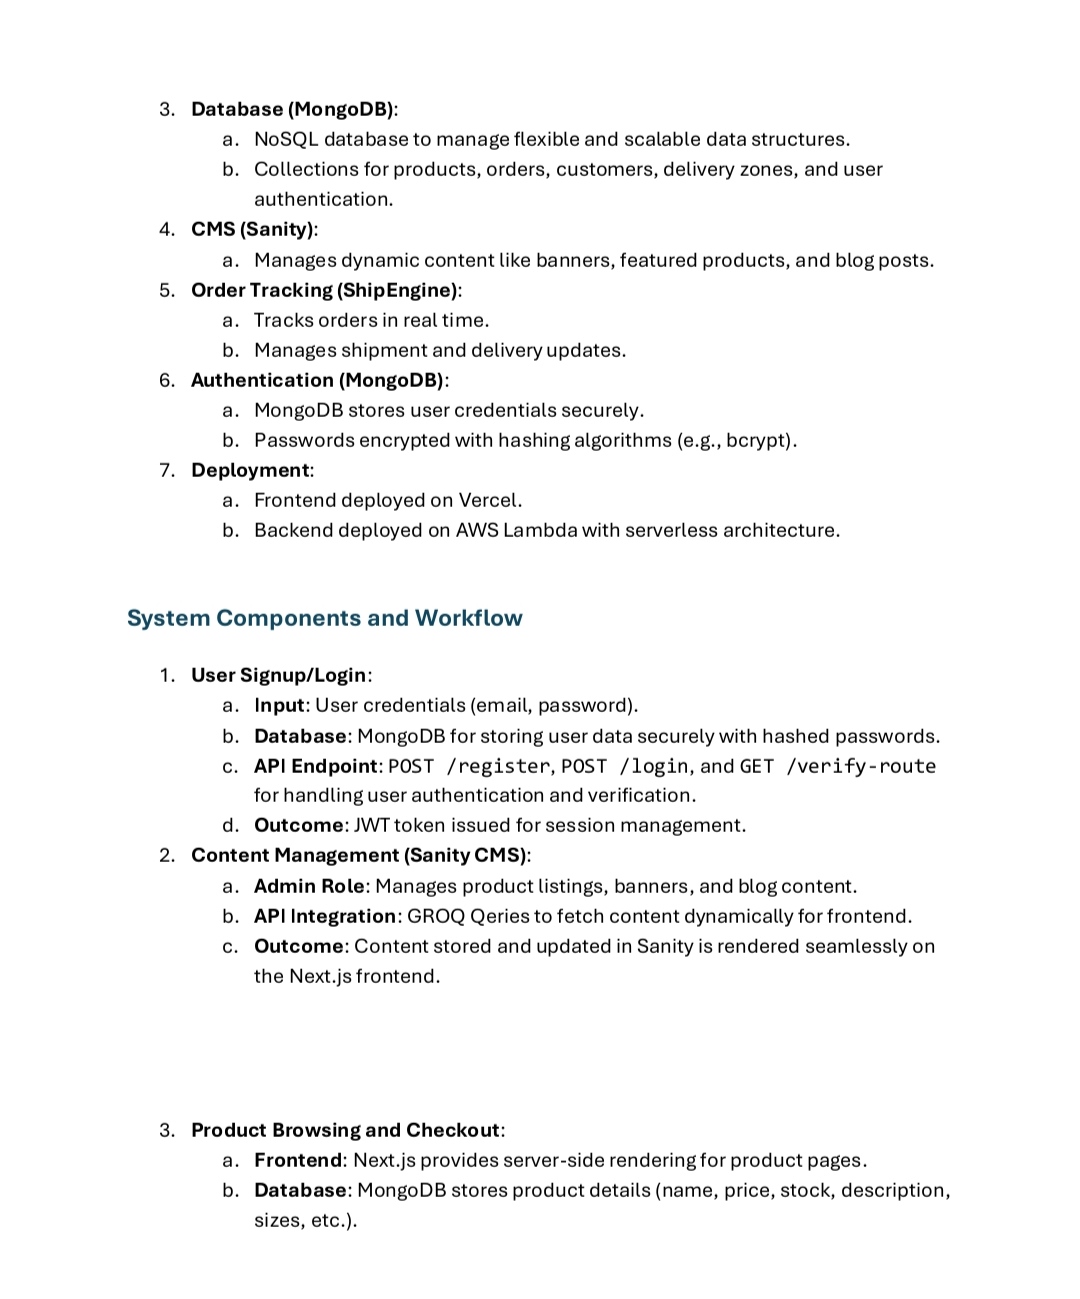 3. Database (MongoDB):
a. NoSQL database to manage flexible and scalable data structures.
b. Collections for products, orders, customers, delivery zones, and user
authentication.
4. CMS (Sanity):
a. Manages dynamic content like banners, featured products, and blog posts.
5. Order Tracking (ShipEngine):
a. Tracks orders in real time.
b. Manages shipment and delivery updates.
6. Authentication (MongoDB):
a. MongoDB stores user credentials securely.
b. Passwords encrypted with hashing algorithms (e.g., bcrypt).
7. Deployment:
a. Frontend deployed on Vercel.
b. Backend deployed on AWS Lambda with serverless architecture.
System Components and Workflow
1. User Signup/Login:
a. Input: User credentials (email, password).
b. Database: MongoDB for storing user data securely with hashed passwords.
c. API Endpoint: POST /register, POST /login, and GET /verify-route
for handling user authentication and verification.
d. Outcome: JWT token issued for session management.
2. Content Management (Sanity CMS):
a. Admin Role: Manages product listings, banners, and blog content.
b. API Integration: GROQ Qeries to fetch content dynamically for frontend.
c. Outcome: Content stored and updated in Sanity is rendered seamlessly on
the Next.js frontend.
3. Product Browsing and Checkout:
a. Frontend: Next.js provides server-side rendering for product pages.
b. Database: MongoDB stores product details (name, price, stock, description,
sizes, etc.).